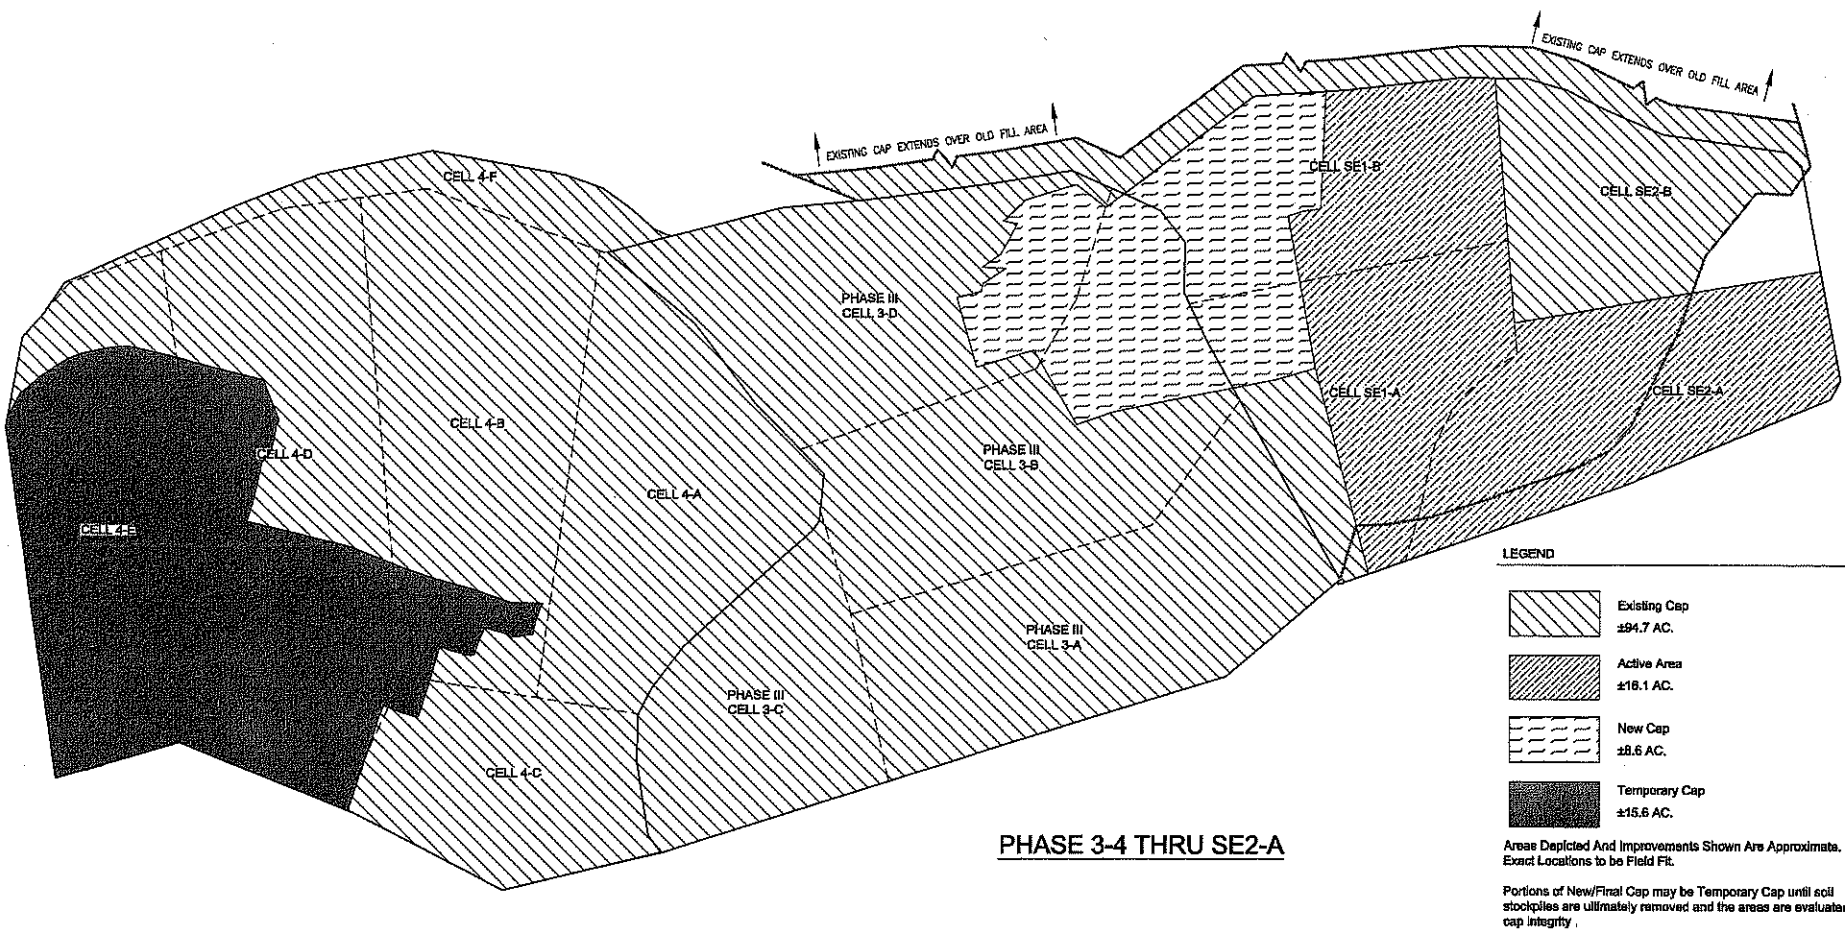 EXISTING CAP EXTENDS OVER OLD FILL AREA
EXISTING CAP EXTENDS OVER OLD FILL AREA
CELL 4-F
CELL SE1-B
CELL SE2-B
PHASE III
CELL 3-D
CELL 4-B
CELL 4-D
CELL SE1-A
CELL SE2-A
PHASE III
CELL 3-B
CELL 4-A
CELL 4-E
PHASE III
CELL 3-A
PHASE III
CELL 3-C
CELL 4-C
PHASE 3-4 THRU SE2-A
LEGEND
Existing Cap
±94.7 AC.
Active Area
±16.1 AC.
New Cap
±8.6 AC.
Temporary Cap
±15.6 AC.
Areas Depicted And Improvements Shown Are Approximate.
Exact Locations to be Field Fit.
Portions of New/Final Cap may be Temporary Cap until soil
stockpiles are ultimately removed and the areas are evaluated
cap integrity .